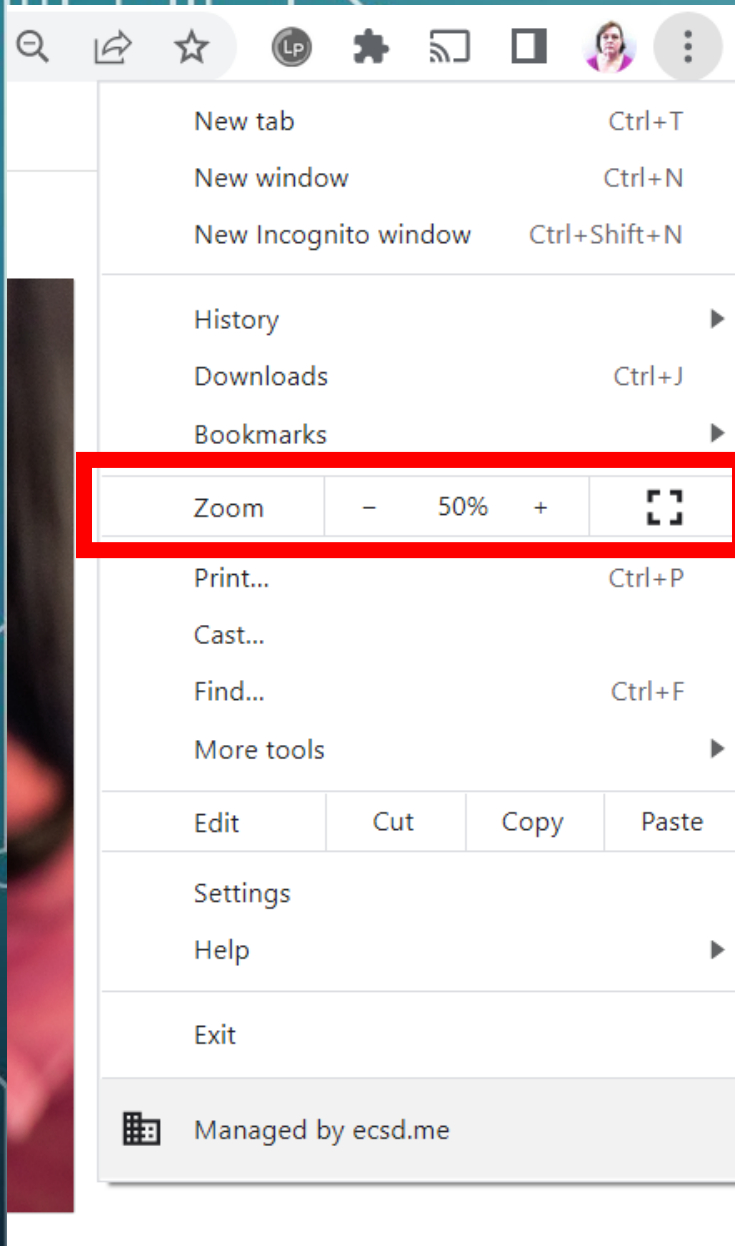 LP
New tab Ctrl+T
New window Ctrl+N
New Incognito window Ctrl+Shift+N
History
Downloads Ctrl+J
Bookmarks
Zoom − 50% +
Print... Ctrl+P
Cast...
Find... Ctrl+F
More tools
Edit Cut Copy Paste
Settings
Help
Exit
Managed by ecsd.me